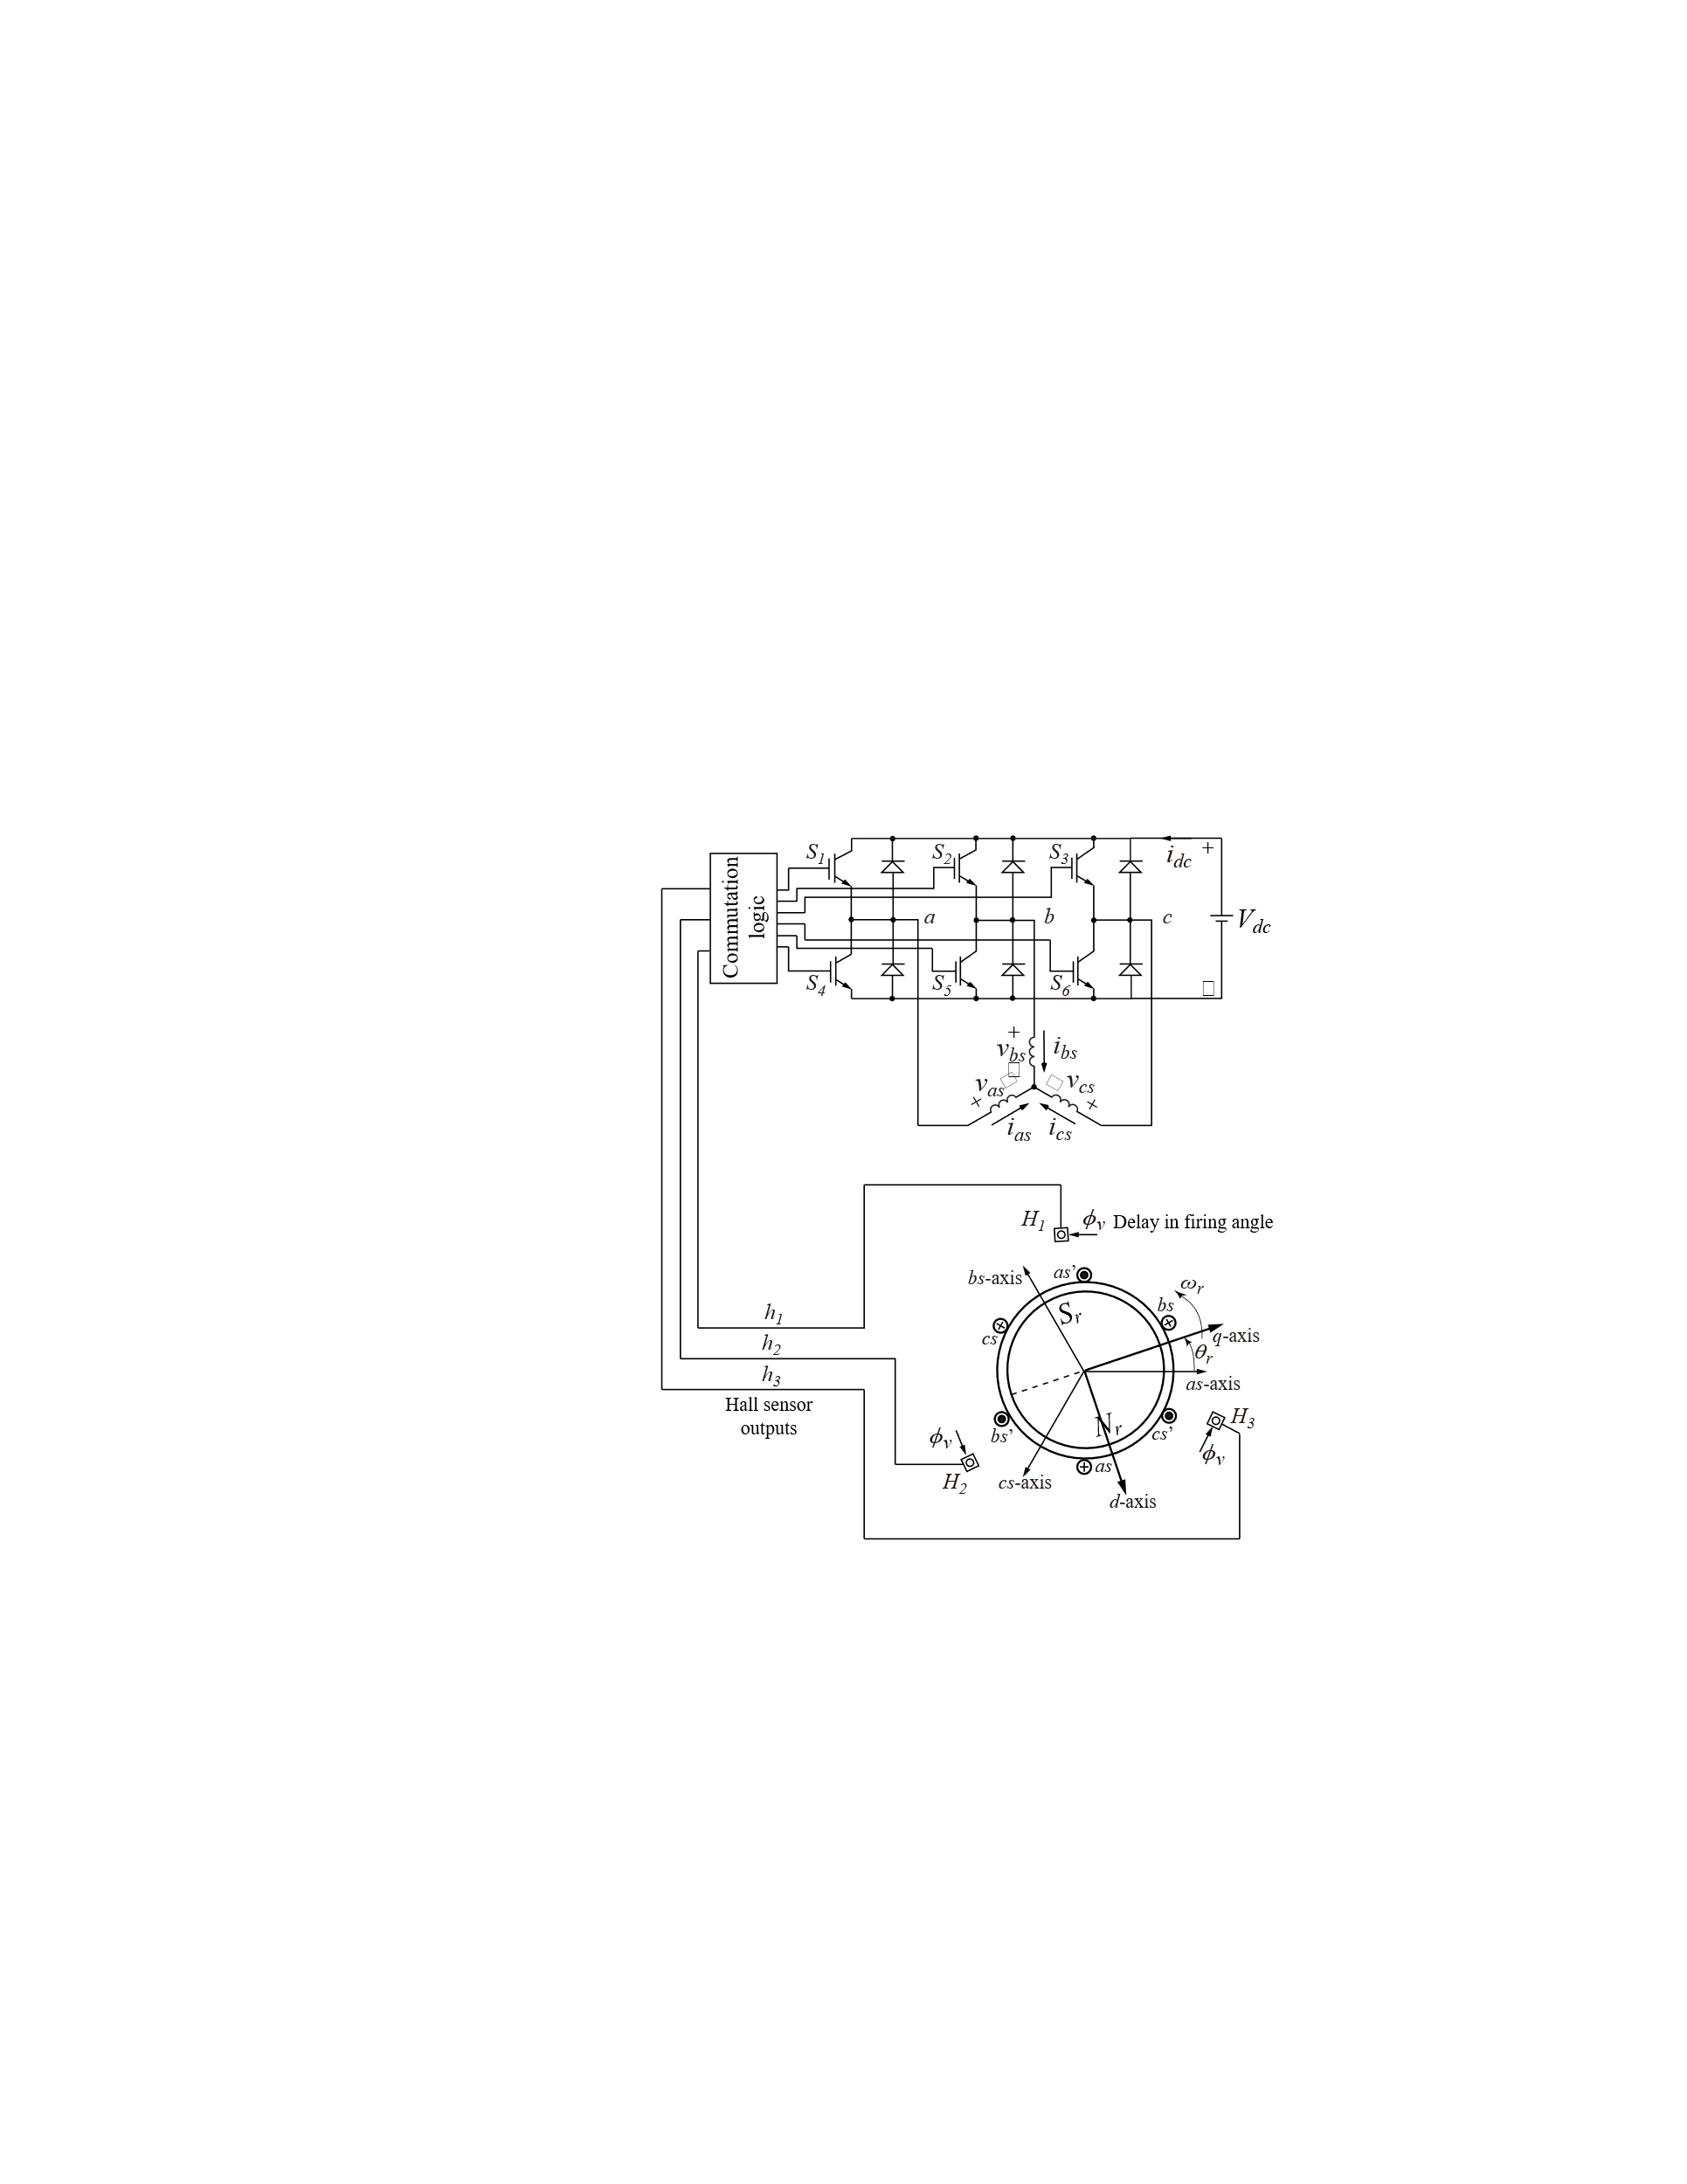 Commutation
logic
S1
S2
S3
idc
+
a
b
c
Vdc
S4
S5
S6
+
vbs
ibs
vas
vcs
+
+
ias
ics
H1
ϕv Delay in firing angle
bs-axis
as’
ωr
bs
Sr
h1
cs
q-axis
h2
θr
h3
as-axis
Hall sensor
outputs
H3
Nr
bs’
cs’
ϕv
ϕv
as
H2
cs-axis
d-axis